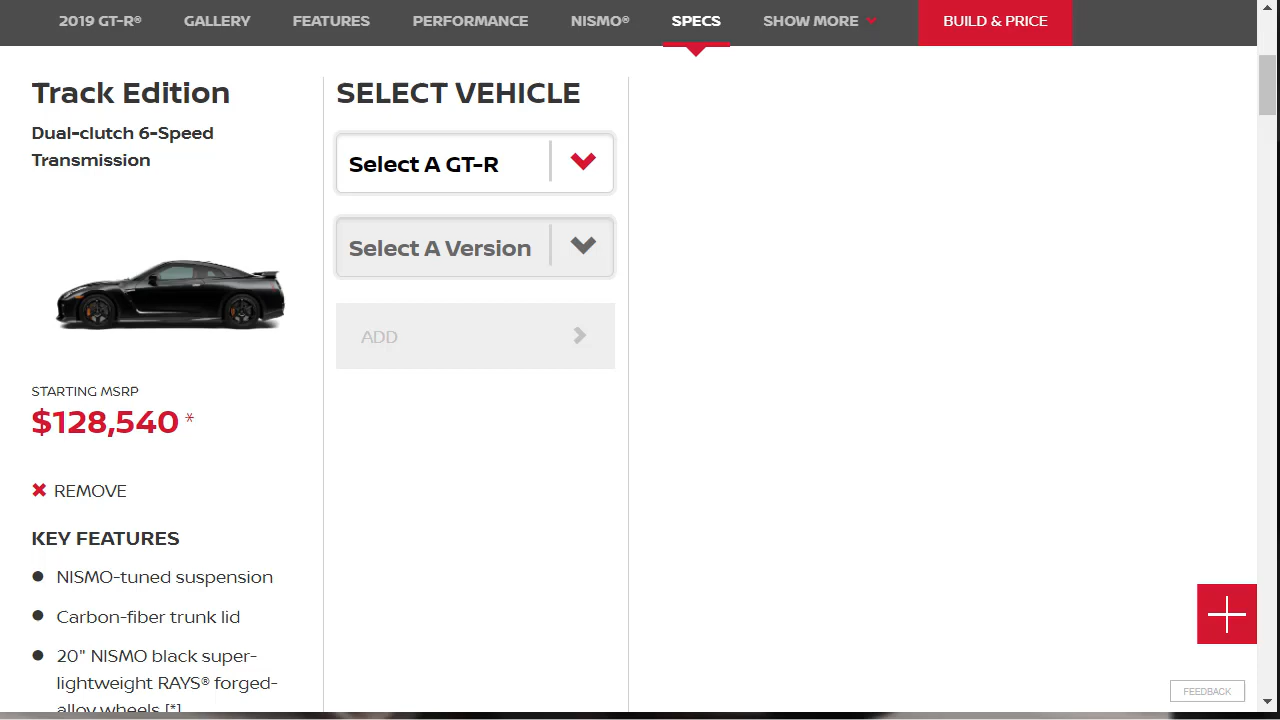 2019 GT-R® GALLERY FEATURES PERFORMANCE NISMO® SPECS SHOW MORE BUILD & PRICE
Track Edition
Dual-clutch 6-Speed
Transmission
STARTING MSRP
$128,540 *
REMOVE
KEY FEATURES
NISMO-tuned suspension
Carbon-fiber trunk lid
20" NISMO black super-
lightweight RAYS® forged-
alloy wheels [*]
SELECT VEHICLE
Select A GT-R
Select A Version
ADD
FEEDBACK